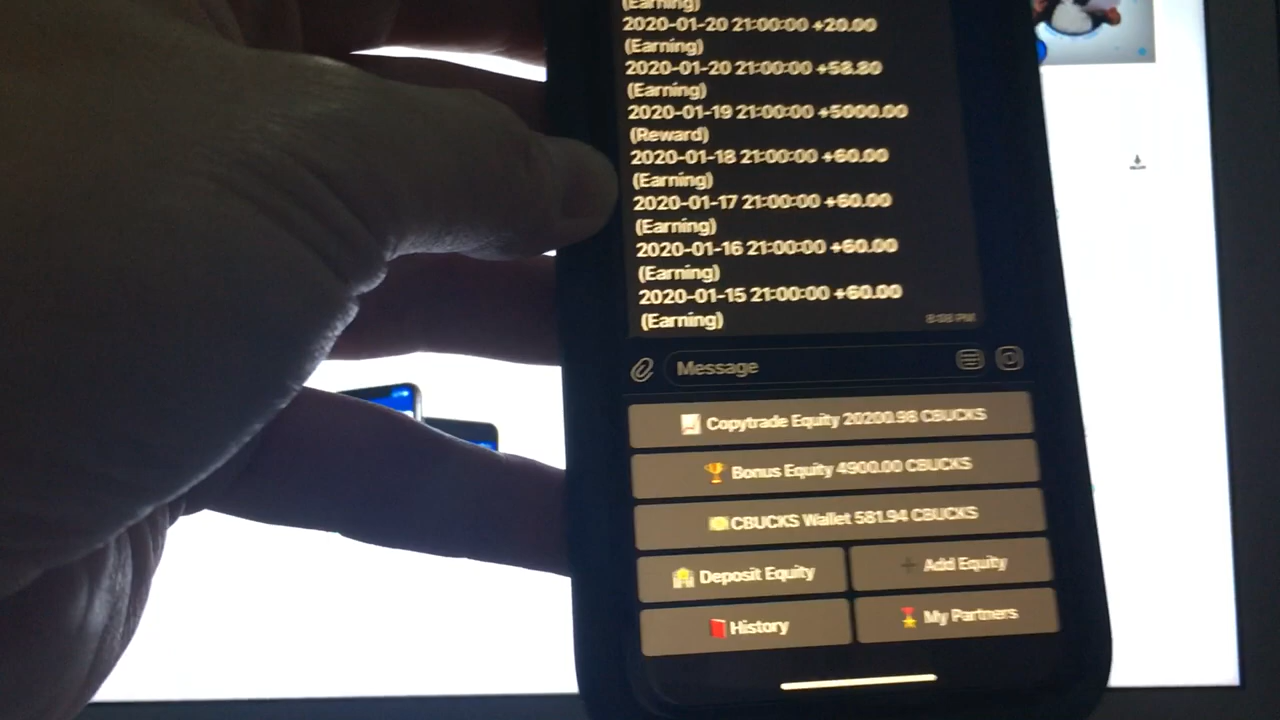 (Earning)
2020-01-20 21:00:00 +20.00
(Earning)
2020-01-20 21:00:00 +58.80
(Earning)
2020-01-19 21:00:00 +5000.00
(Reward)
2020-01-18 21:00:00 +60.00
(Earning)
2020-01-17 21:00:00 +60.00
(Earning)
2020-01-16 21:00:00 +60.00
(Earning)
2020-01-15 21:00:00 +60.00
(Earning)
Message
Copytrade Equity 20200.98 CBUCKS
Bonus Equity 4900.00 CBUCKS
CBUCKS Wallet 581.94 CBUCKS
Deposit Equity
Add Equity
History
My Partners